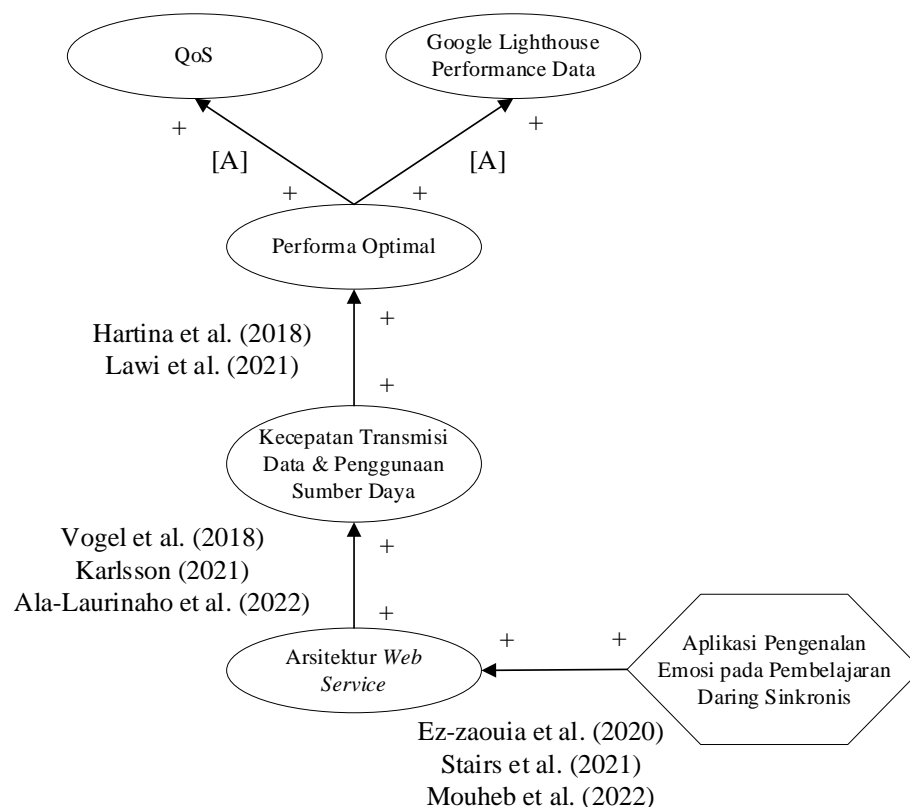 QoS
Google Lighthouse
Performance Data
+
+
[A]
[A]
+
+
Performa Optimal
+
Hartina et al. (2018)
Lawi et al. (2021)
+
Kecepatan Transmisi
Data & Penggunaan
Sumber Daya
+
Vogel et al. (2018)
Karlsson (2021)
Ala-Laurinaho et al. (2022)
+
Arsitektur Web
Service
+
+
Aplikasi Pengenalan
Emosi pada Pembelajaran
Daring Sinkronis
Ez-zaouia et al. (2020)
Stairs et al. (2021)
Mouheb et al. (2022)